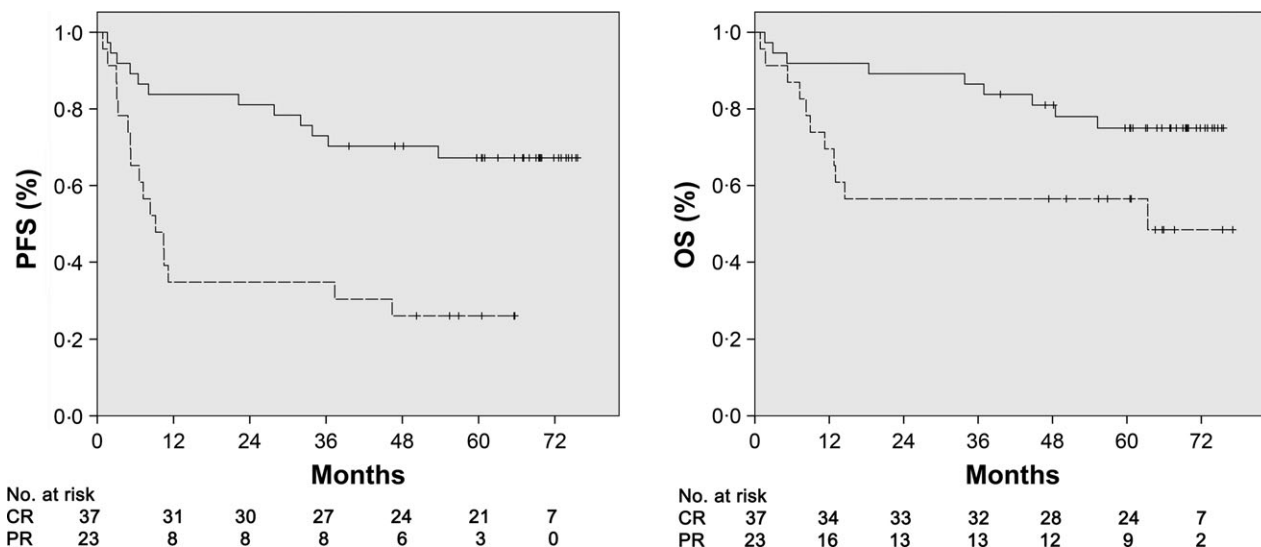 1·0
0·8
0·6
0·4
0·2
0·0
PFS (%)
0 12 24 36 48 60 72
Months
No. at risk
CR 37 31 30 27 24 21 7
PR 23 8 8 8 6 3 0
1·0
0·8
0·6
0·4
0·2
0·0
OS (%)
0 12 24 36 48 60 72
Months
No. at risk
CR 37 34 33 32 28 24 7
PR 23 16 13 13 12 9 2